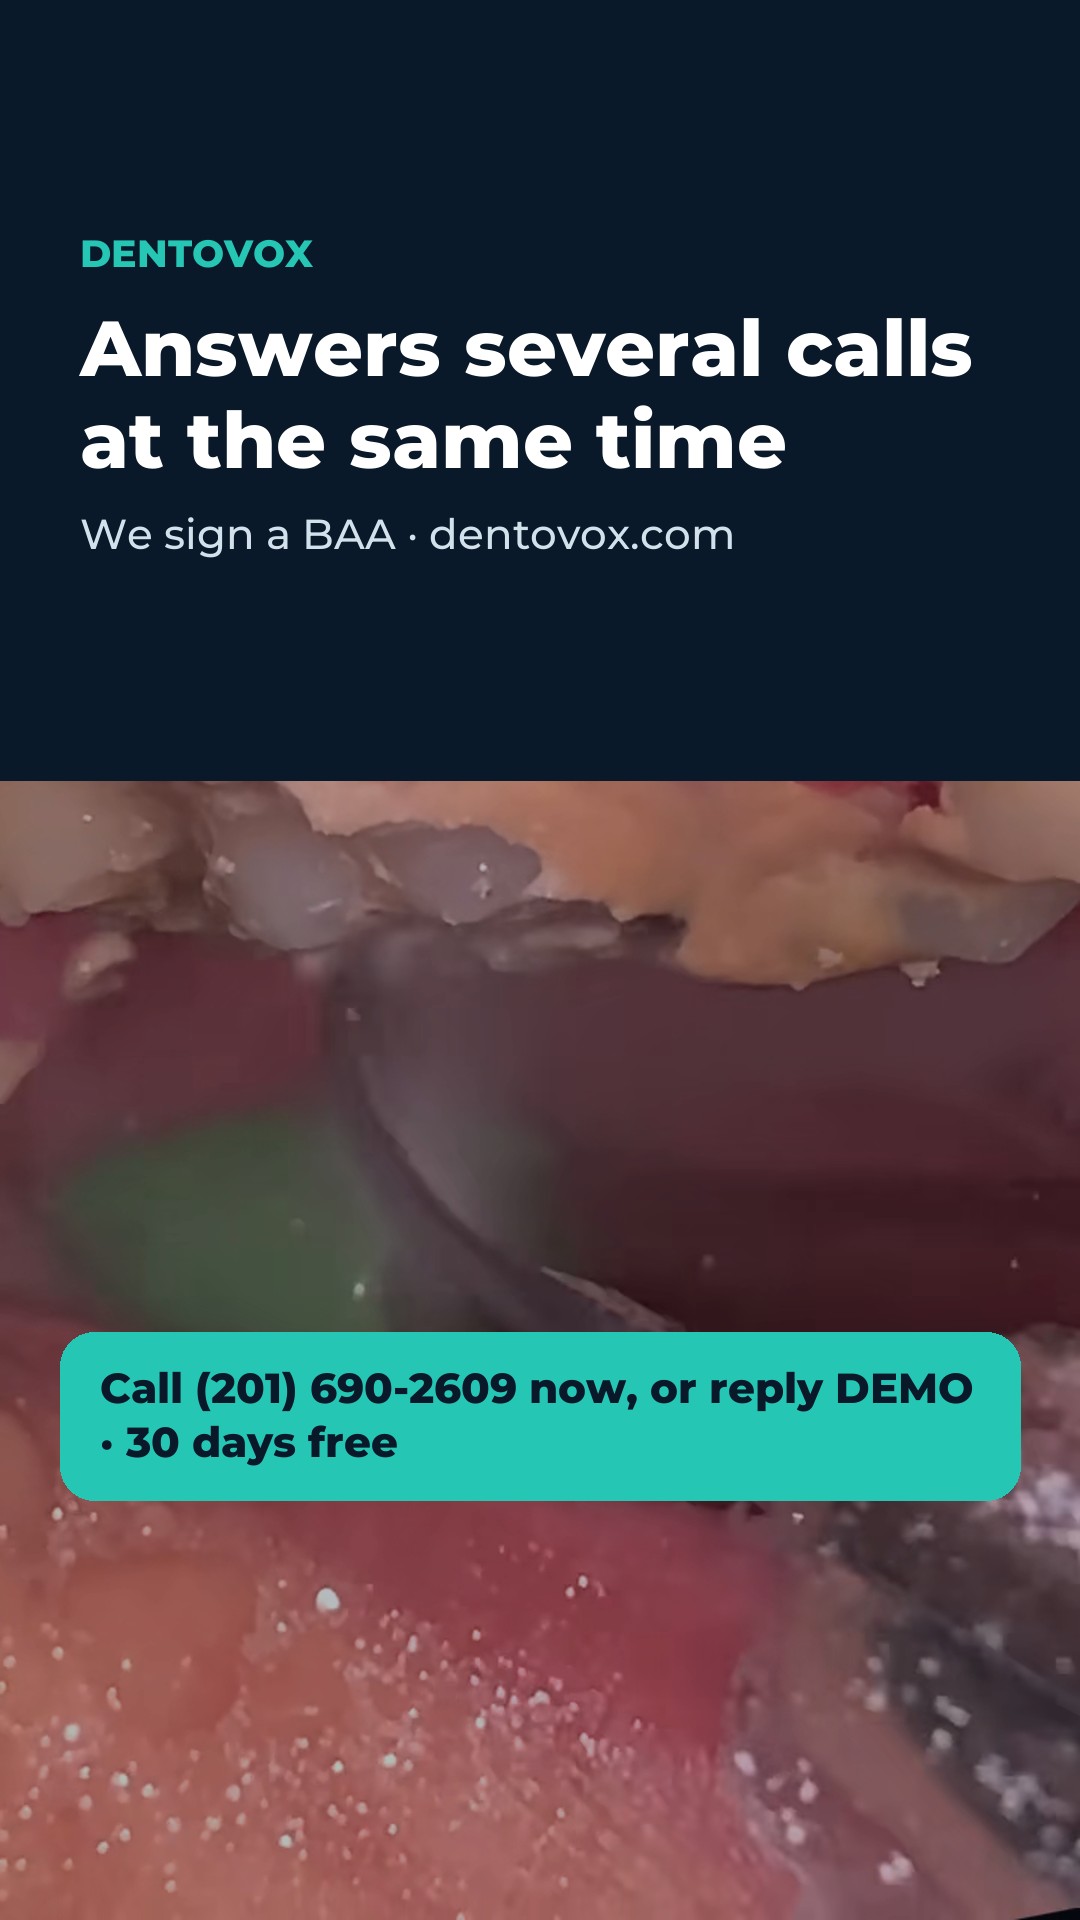 DENTOVOX
Answers several calls
at the same time
We sign a BAA · dentovox.com
Call (201) 690-2609 now, or reply DEMO
· 30 days free